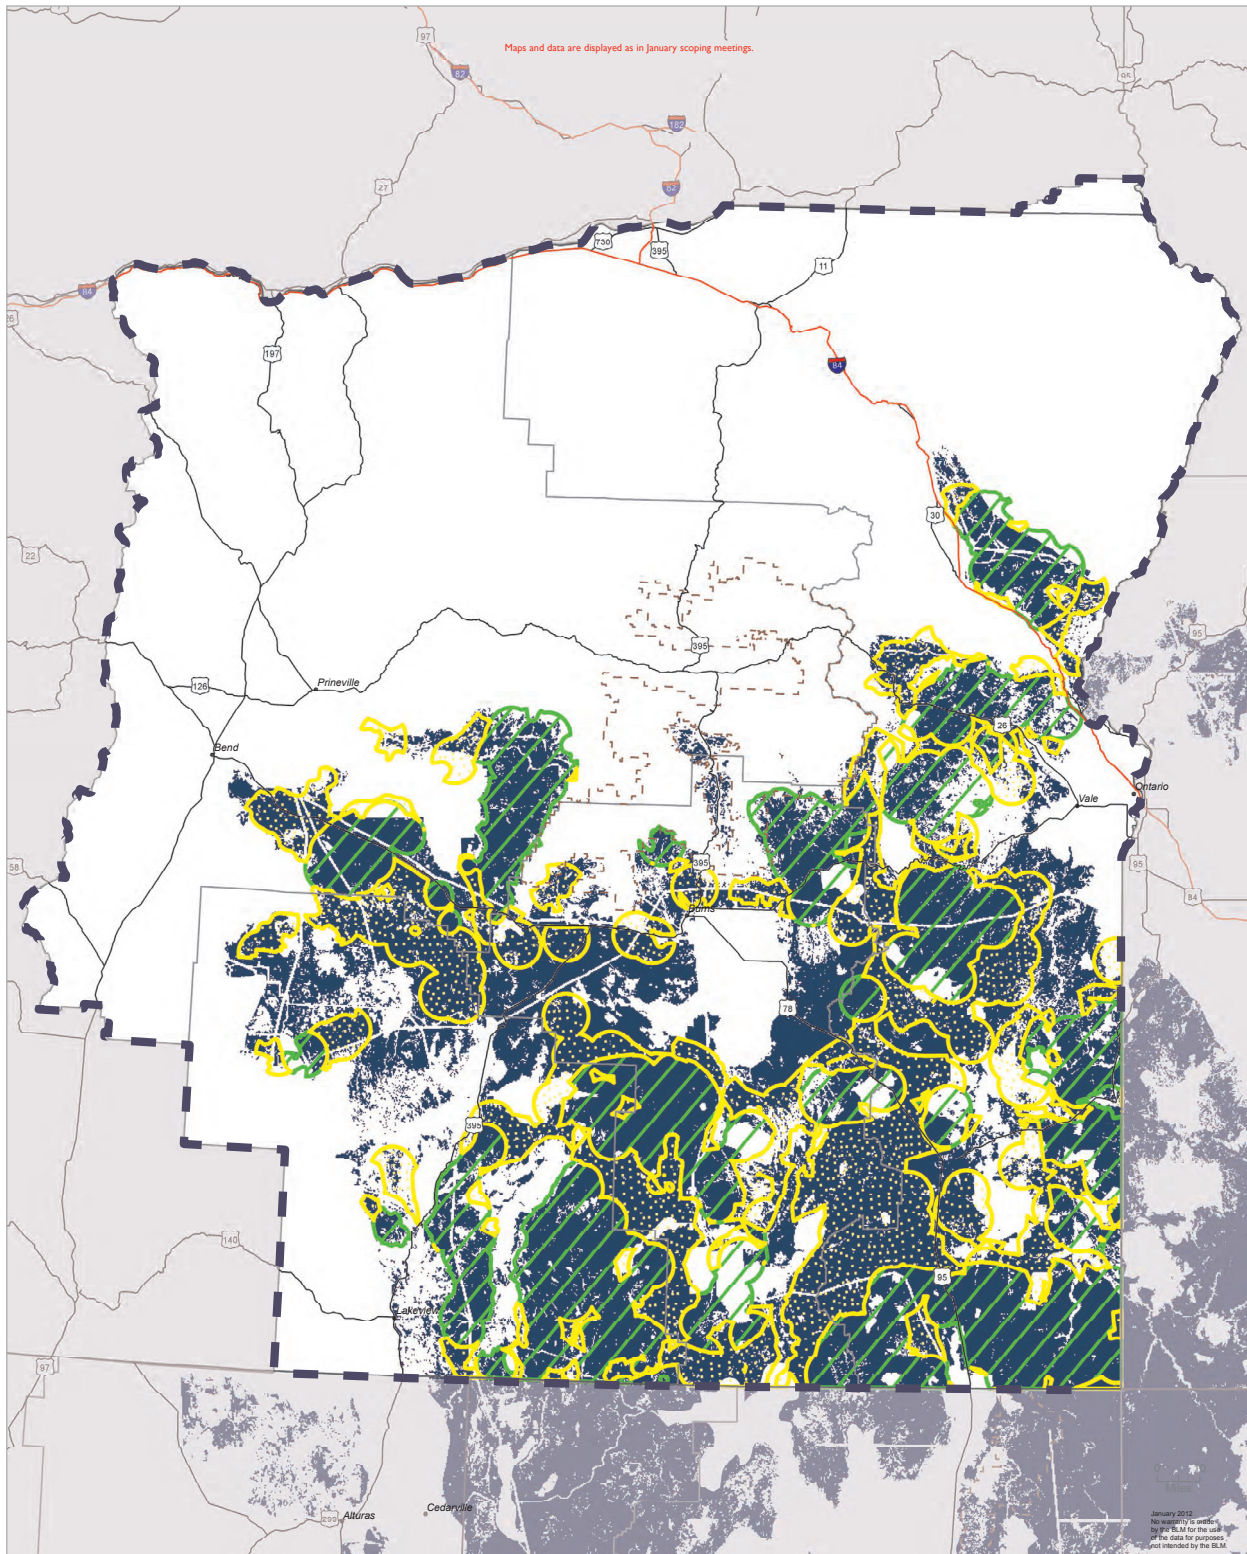 97
Maps and data are displayed as in January scoping meetings.
82
95
182
27
82
730
395
11
84
26
197
84
22
30
95
395
126
Prineville
26
Bend
Ontario
Vale
58
395
95
84
Burns
78
395
140
95
Lakeview
97
Miles
Cedarville
299
Alturas
January 2012
No warranty is made
by the BLM for the use
of the data for purposes
not intended by the BLM.